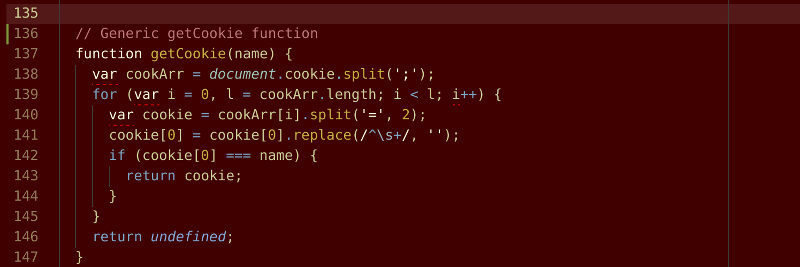 135
136 // Generic getCookie function
137 function getCookie(name) {
138 var cookArr = document.cookie.split(';');
139 for (var i = 0, l = cookArr.length; i < l; i++) {
140 var cookie = cookArr[i].split('=', 2);
141 cookie[0] = cookie[0].replace(/^\s+/, '');
142 if (cookie[0] === name) {
143 return cookie;
144 }
145 }
146 return undefined;
147 }